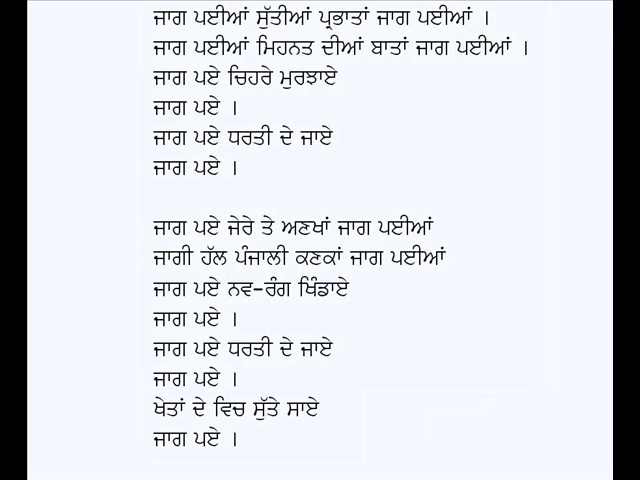 ਜਾਗ ਪਈਆਂ ਸੁੱਤੀਆਂ ਪ੍ਰਭਾਤਾਂ ਜਾਗ ਪਈਆਂ ।
ਜਾਗ ਪਈਆਂ ਮਿਹਨਤ ਦੀਆਂ ਬਾਤਾਂ ਜਾਗ ਪਈਆਂ ।
ਜਾਗ ਪਏ ਚਿਹਰੇ ਮੁਰਝਾਏ
ਜਾਗ ਪਏ ।
ਜਾਗ ਪਏ ਧਰਤੀ ਦੇ ਜਾਏ
ਜਾਗ ਪਏ ।
ਜਾਗ ਪਏ ਜੇਰੇ ਤੇ ਅਣਖਾਂ ਜਾਗ ਪਈਆਂ
ਜਾਗੀ ਹੱਲ ਪੰਜਾਲੀ ਕਣਕਾਂ ਜਾਗ ਪਈਆਂ
ਜਾਗ ਪਏ ਨਵ-ਰੰਗ ਖਿੰਡਾਏ
ਜਾਗ ਪਏ ।
ਜਾਗ ਪਏ ਧਰਤੀ ਦੇ ਜਾਏ
ਜਾਗ ਪਏ ।
ਖੇਤਾਂ ਦੇ ਵਿਚ ਸੁੱਤੇ ਸਾਏ
ਜਾਗ ਪਏ ।